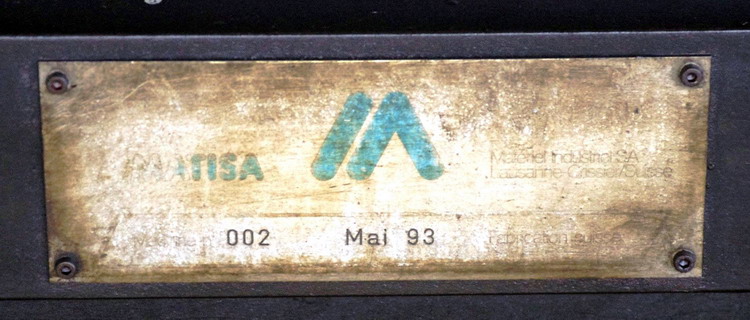 MATISA
Matériel Industriel SA
Lausanne Crissier/Suisse
002 Mai 93 Fabrication Suisse